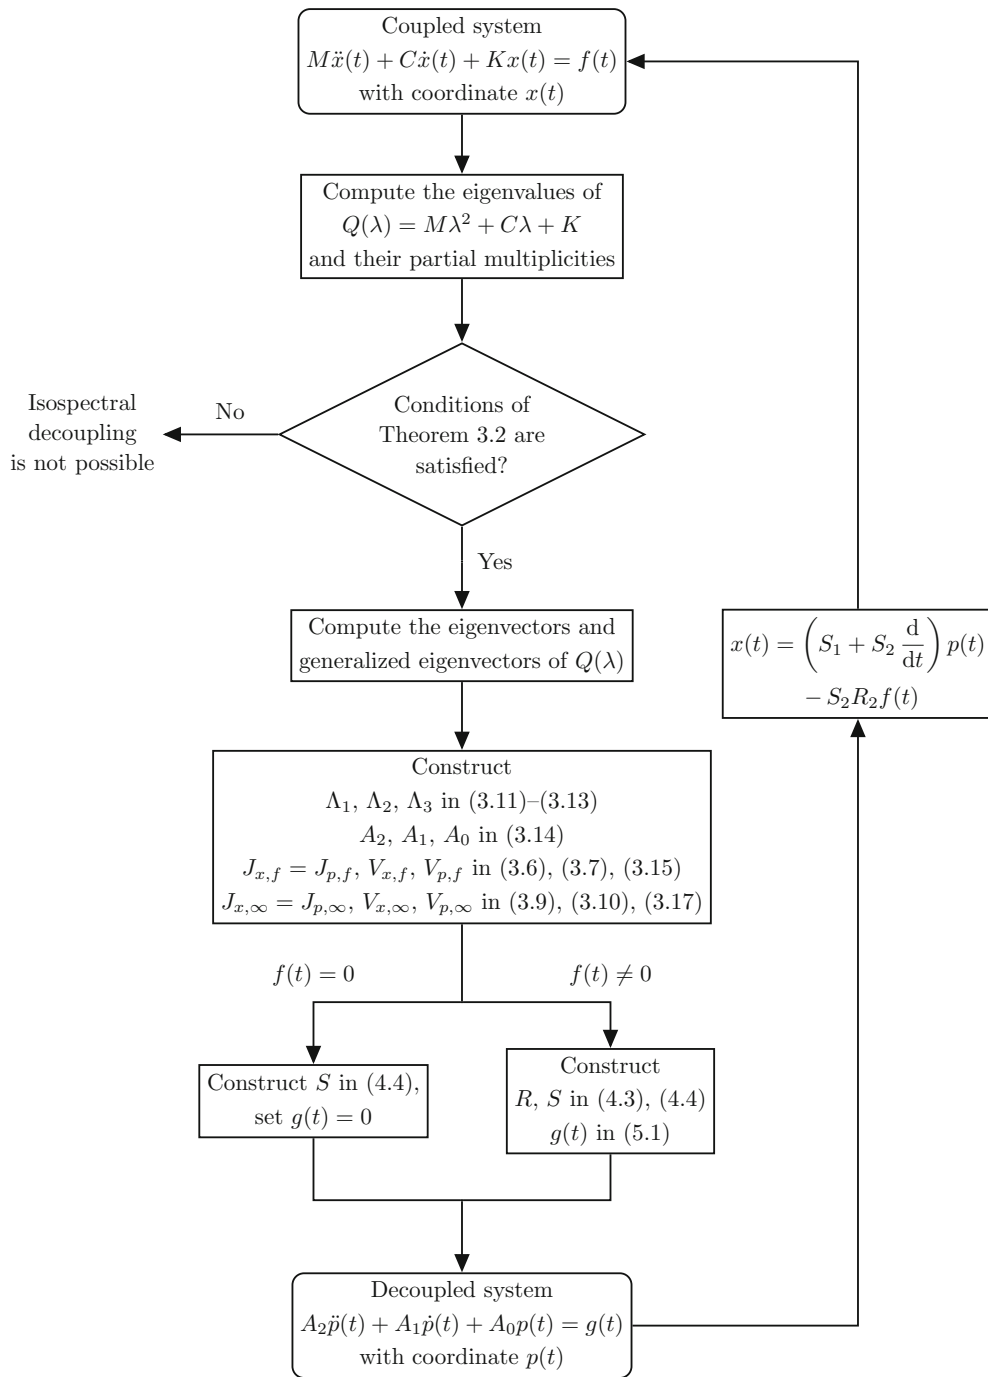 Coupled system
Mẍ(t) + Cẋ(t) + Kx(t) = f(t)
with coordinate x(t)
Compute the eigenvalues of
Q(λ) = Mλ² + Cλ + K
and their partial multiplicities
Conditions of
Theorem 3.2 are
satisfied?
No
Isospectral
decoupling
is not possible
Yes
Compute the eigenvectors and
generalized eigenvectors of Q(λ)
x(t) = (S₁ + S₂ d/dt) p(t)
− S₂R₂f(t)
Construct
Λ₁, Λ₂, Λ₃ in (3.11)–(3.13)
A₂, A₁, A₀ in (3.14)
J_{x,f} = J_{p,f}, V_{x,f}, V_{p,f} in (3.6), (3.7), (3.15)
J_{x,∞} = J_{p,∞}, V_{x,∞}, V_{p,∞} in (3.9), (3.10), (3.17)
f(t) = 0
f(t) ≠ 0
Construct S in (4.4),
set g(t) = 0
Construct
R, S in (4.3), (4.4)
g(t) in (5.1)
Decoupled system
A₂p̈(t) + A₁ṗ(t) + A₀p(t) = g(t)
with coordinate p(t)